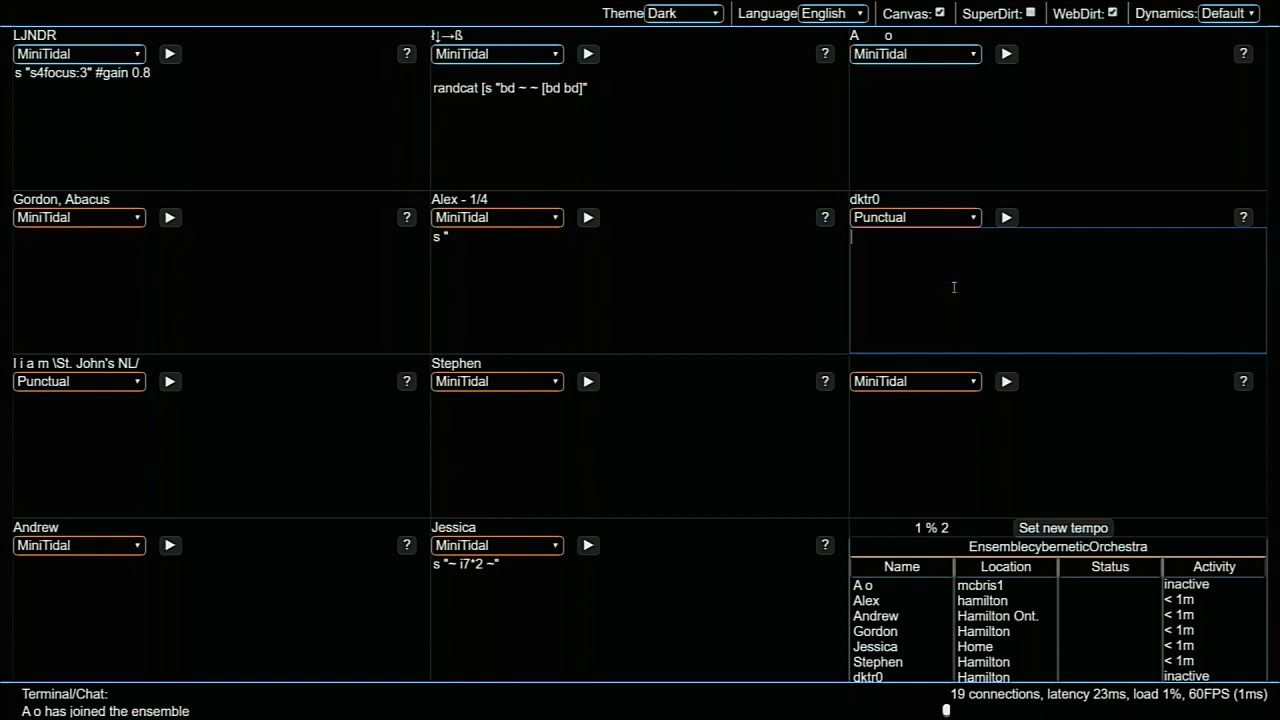 Theme Dark Language English Canvas: SuperDirt: WebDirt: Dynamics: Default
LJNDR
MiniTidal ?
s "s4focus:3" #gain 0.8
ł↓→ß
MiniTidal ?
randcat [s "bd ~ ~ [bd bd]"
A o
MiniTidal ?
Gordon, Abacus
MiniTidal ?
Alex - 1/4
MiniTidal ?
s "
dktr0
Punctual ?
l i a m \St. John's NL/
Punctual ?
Stephen
MiniTidal ?
MiniTidal ?
Andrew
MiniTidal ?
Jessica
MiniTidal ?
s "~ i7*2 ~"
1 % 2 Set new tempo
EnsemblecyberneticOrchestra
Name Location Status Activity
A o mcbris1 inactive
Alex hamilton < 1m
Andrew Hamilton Ont. < 1m
Gordon Hamilton < 1m
Jessica Home < 1m
Stephen Hamilton < 1m
dktr0 Hamilton inactive
Terminal/Chat:
19 connections, latency 23ms, load 1%, 60FPS (1ms)
A o has joined the ensemble